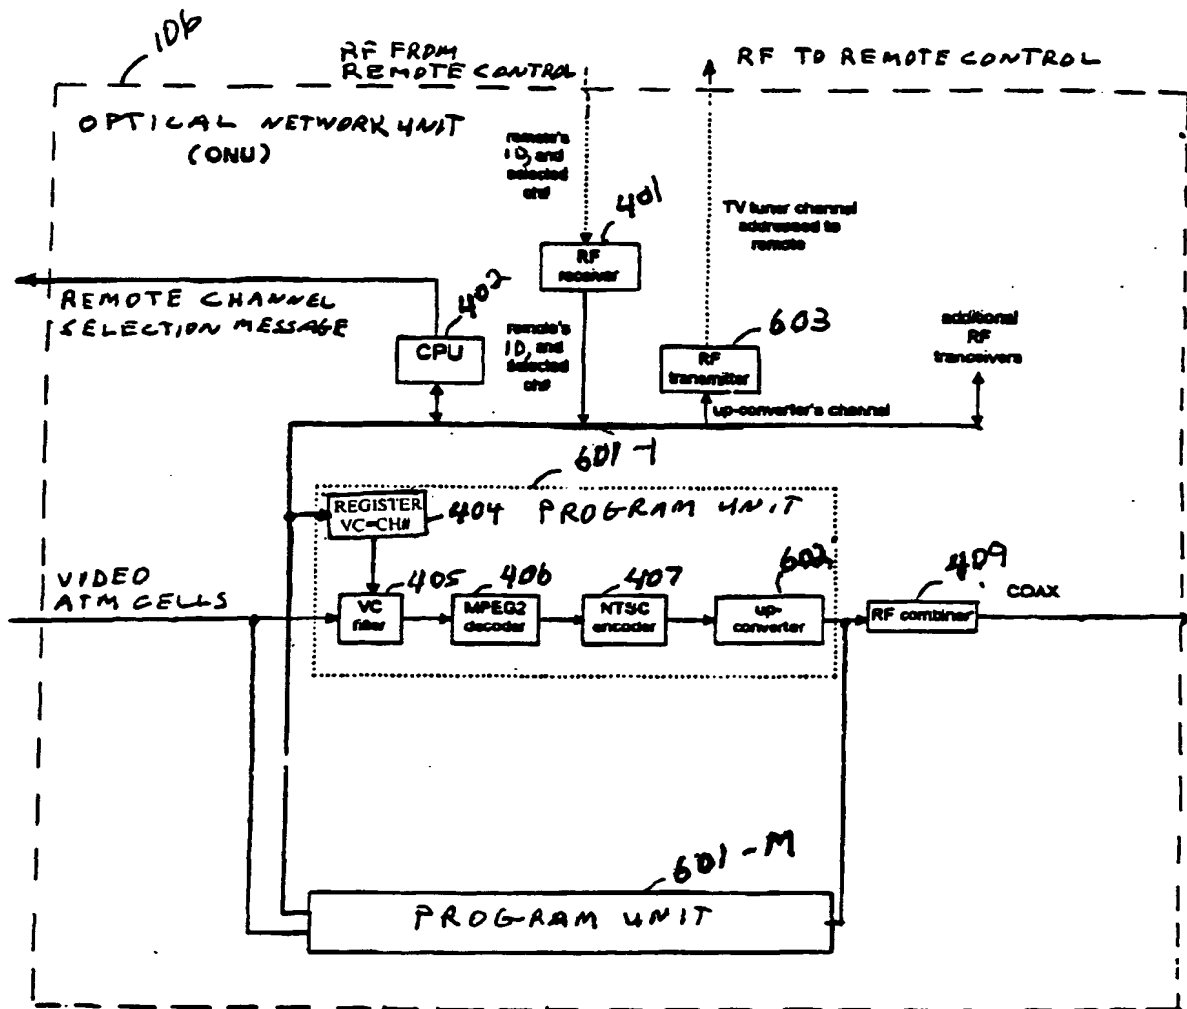 106
RF FROM
REMOTE CONTROL
RF TO REMOTE CONTROL
OPTICAL NETWORK UNIT
(ONU)
remote's
ID, and
selected
ch#
401
RF
receiver
TV tuner channel
addressed to
remote
REMOTE CHANNEL
SELECTION MESSAGE
402
CPU
remote's
ID, and
selected
ch#
603
RF
transmitter
additional
RF
tranceivers
up-converter's channel
601-1
REGISTER
VC=CH#
404
PROGRAM UNIT
VIDEO
ATM CELLS
405
VC
filter
406
MPEG2
decoder
407
NTSC
encoder
602
up-
converter
409
RF combiner
COAX
601-M
PROGRAM UNIT